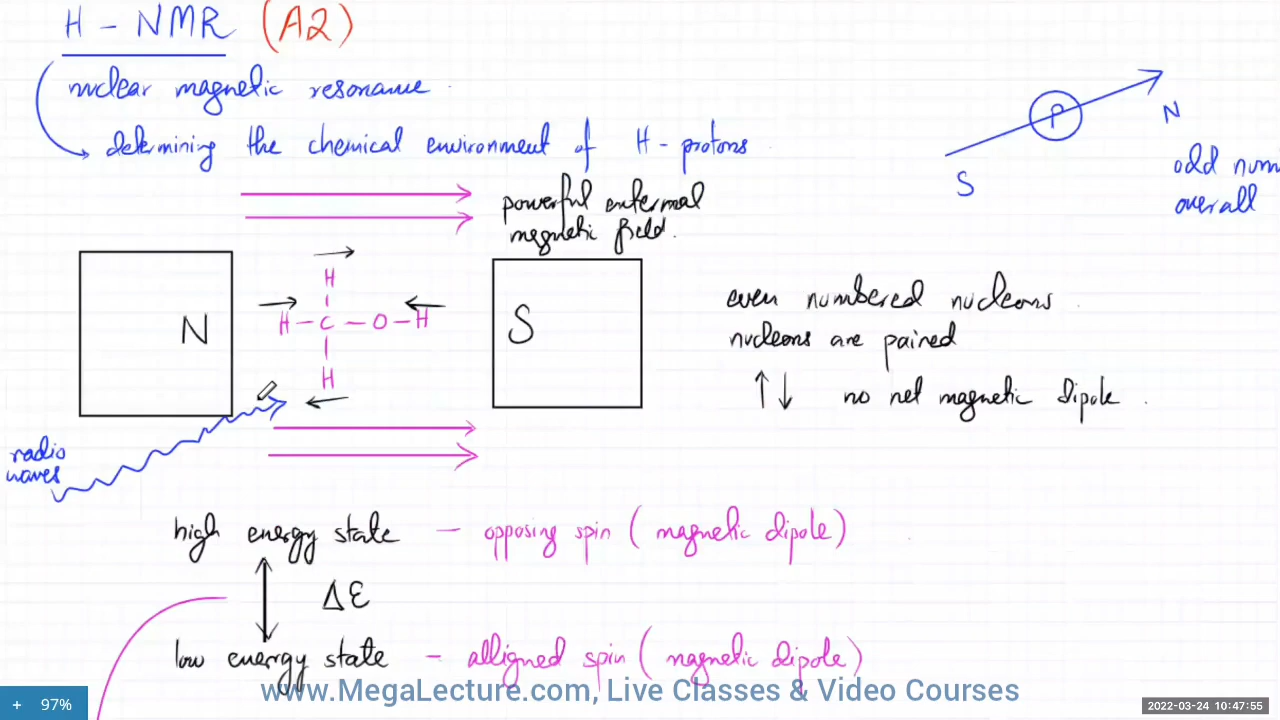 H - NMR (A2)
nuclear magnetic resonance
determining the chemical environment of H - protons
P
N
S
odd num
overall
powerful external
magnetic field.
N
H
H - C - O - H
H
S
even numbered nucleons
nucleons are paired
↑↓ no net magnetic dipole.
radio
waves
high energy state - opposing spin (magnetic dipole)
ΔE
low energy state - alligned spin (magnetic dipole)
www.MegaLecture.com, Live Classes & Video Courses
+ 97%
2022-03-24 10:47:55